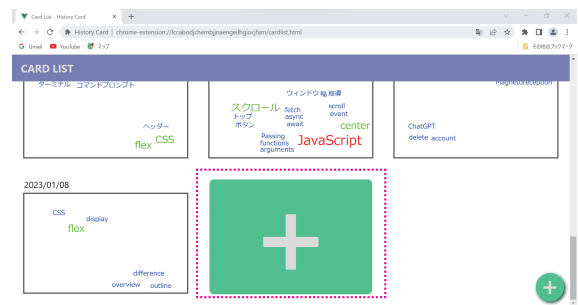 Card List - History Card
History Card | chrome-extension://lccabodjchembjnaengeilhgiocjfam/cardlist.html
Gmail YouTube マップ その他のブックマーク
CARD LIST
ターミナル コマンドプロンプト
ヘッダー
flex CSS
ウィンドウ幅 指導
スクロール fetch scroll
トップ async event
ボタン await center
Passing
functions JavaScript
arguments
Magnetoreception
ChatGPT
delete account
2023/01/08
CSS
display
flex
difference
overview outline